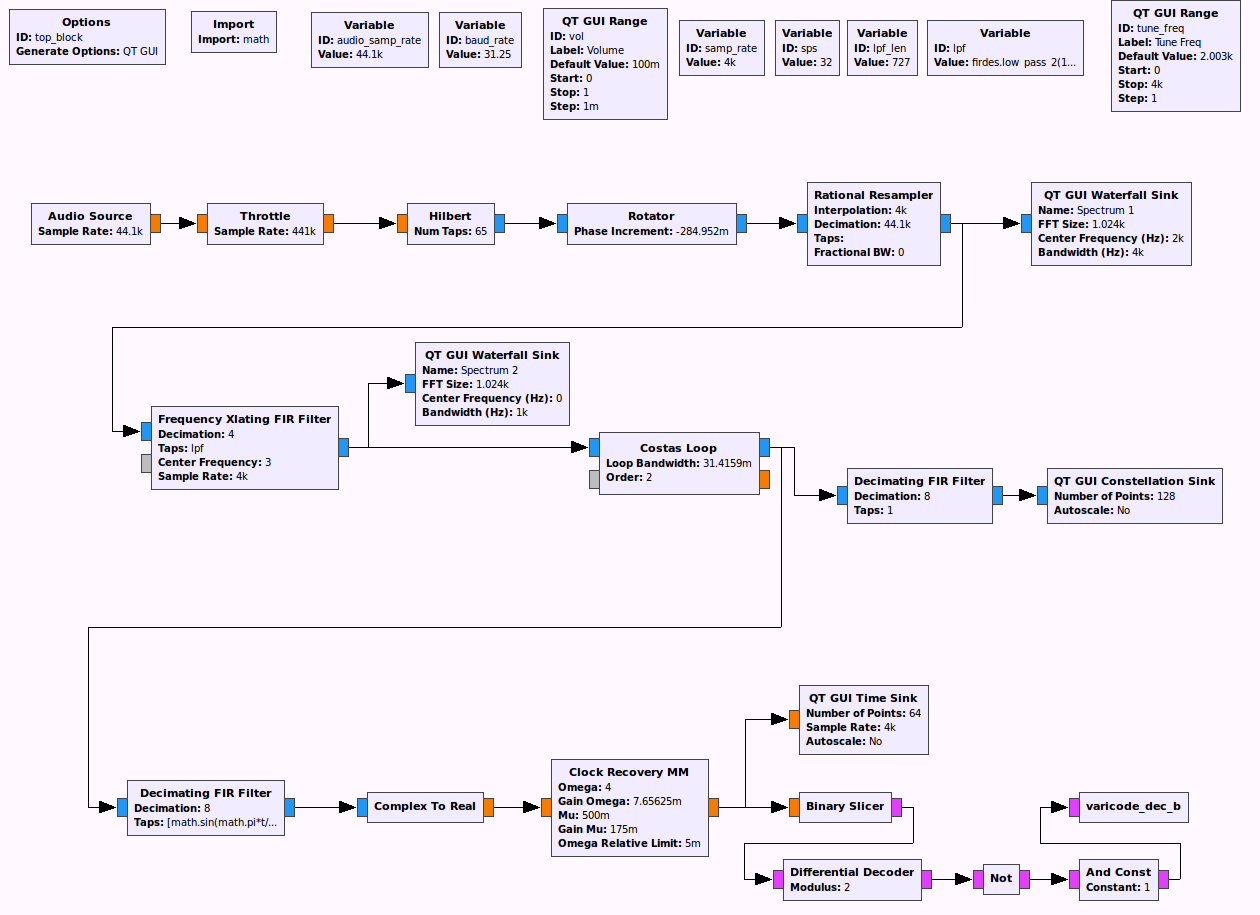 Options
ID: top_block
Generate Options: QT GUI
Import
Import: math
Variable
ID: audio_samp_rate
Value: 44.1k
Variable
ID: baud_rate
Value: 31.25
QT GUI Range
ID: vol
Label: Volume
Default Value: 100m
Start: 0
Stop: 1
Step: 1m
Variable
ID: samp_rate
Value: 4k
Variable
ID: sps
Value: 32
Variable
ID: lpf_len
Value: 727
Variable
ID: lpf
Value: firdes.low_pass_2(1...
QT GUI Range
ID: tune_freq
Label: Tune Freq
Default Value: 2.003k
Start: 0
Stop: 4k
Step: 1
Audio Source
Sample Rate: 44.1k
Throttle
Sample Rate: 441k
Hilbert
Num Taps: 65
Rotator
Phase Increment: -284.952m
Rational Resampler
Interpolation: 4k
Decimation: 44.1k
Taps:
Fractional BW: 0
QT GUI Waterfall Sink
Name: Spectrum 1
FFT Size: 1.024k
Center Frequency (Hz): 2k
Bandwidth (Hz): 4k
QT GUI Waterfall Sink
Name: Spectrum 2
FFT Size: 1.024k
Center Frequency (Hz): 0
Bandwidth (Hz): 1k
Frequency Xlating FIR Filter
Decimation: 4
Taps: lpf
Center Frequency: 3
Sample Rate: 4k
Costas Loop
Loop Bandwidth: 31.4159m
Order: 2
Decimating FIR Filter
Decimation: 8
Taps: 1
QT GUI Constellation Sink
Number of Points: 128
Autoscale: No
QT GUI Time Sink
Number of Points: 64
Sample Rate: 4k
Autoscale: No
Decimating FIR Filter
Decimation: 8
Taps: [math.sin(math.pi*t/...
Complex To Real
Clock Recovery MM
Omega: 4
Gain Omega: 7.65625m
Mu: 500m
Gain Mu: 175m
Omega Relative Limit: 5m
Binary Slicer
varicode_dec_b
Differential Decoder
Modulus: 2
Not
And Const
Constant: 1